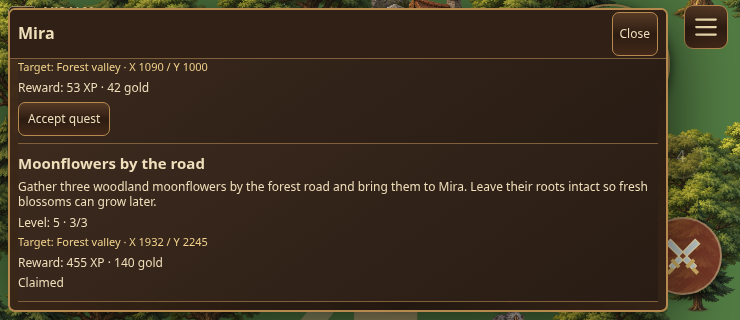 Mira
Close
Target: Forest valley · X 1090 / Y 1000
Reward: 53 XP · 42 gold
Accept quest
Moonflowers by the road
Gather three woodland moonflowers by the forest road and bring them to Mira. Leave their roots intact so fresh
blossoms can grow later.
Level: 5 · 3/3
Target: Forest valley · X 1932 / Y 2245
Reward: 455 XP · 140 gold
Claimed